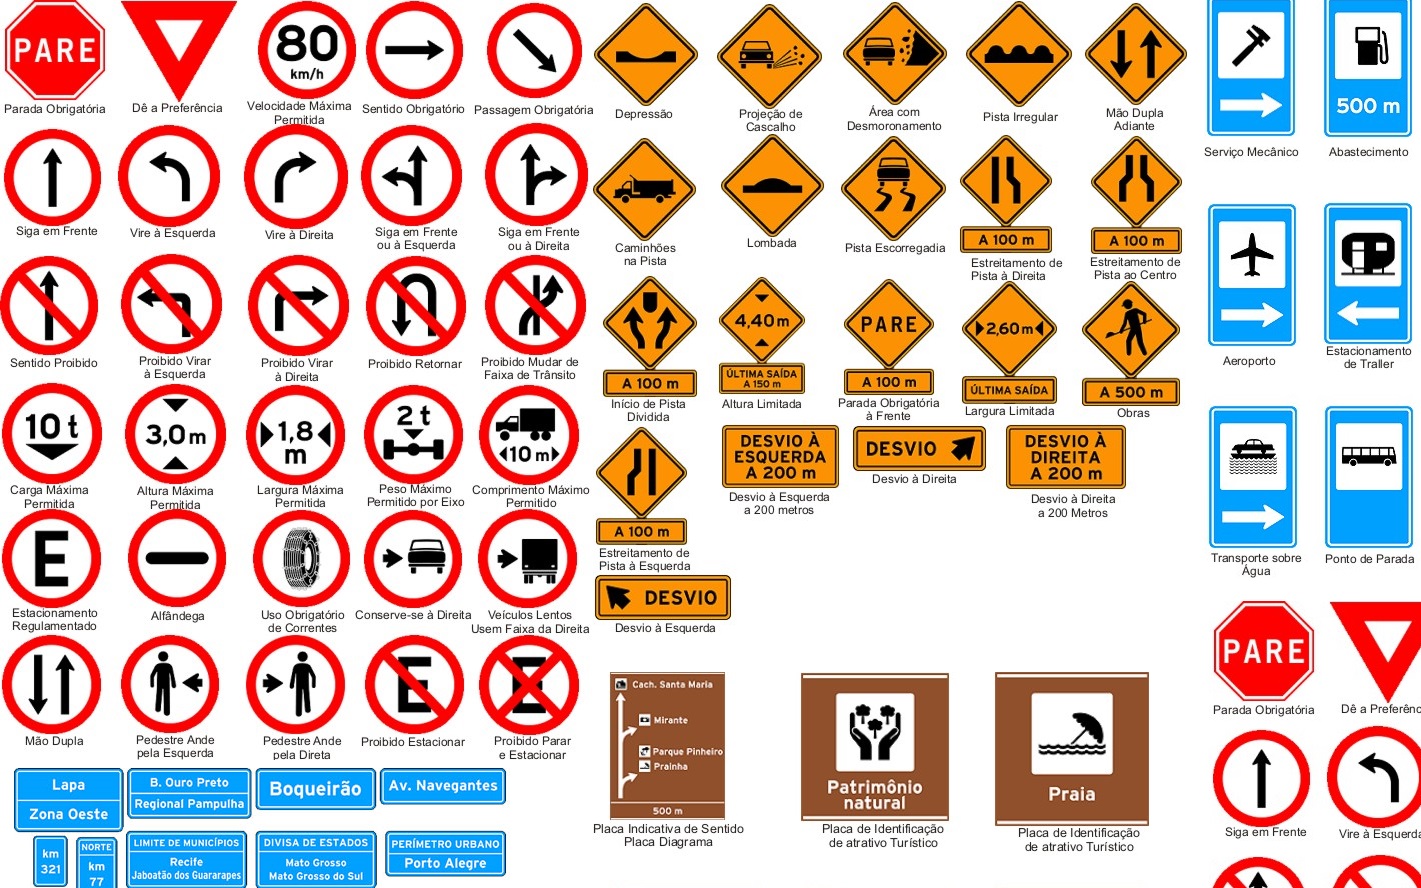 PARE
Parada Obrigatória
Dê a Preferência
80
km/h
Velocidade Máxima
Permitida
Sentido Obrigatório
Passagem Obrigatória
Siga em Frente
Vire à Esquerda
Vire à Direita
Siga em Frente
ou à Esquerda
Siga em Frente
ou à Direita
Sentido Proibido
Proibido Virar
à Esquerda
Proibido Virar
à Direita
Proibido Retornar
Proibido Mudar de
Faixa de Trânsito
10 t
Carga Máxima
Permitida
3,0 m
Altura Máxima
Permitida
1,8
m
Largura Máxima
Permitida
2 t
Peso Máximo
Permitido por Eixo
10 m
Comprimento Máximo
Permitido
E
Estacionamento
Regulamentado
Alfândega
Uso Obrigatório
de Correntes
Conserve-se à Direita
Veículos Lentos
Usem Faixa da Direita
Mão Dupla
Pedestre Ande
pela Esquerda
Pedestre Ande
pela Direta
E
Proibido Estacionar
E
Proibido Parar
e Estacionar
Lapa
Zona Oeste
B. Ouro Preto
Regional Pampulha
Boqueirão
Av. Navegantes
km
321
NORTE
km
77
LIMITE DE MUNICÍPIOS
Recife
Jaboatão dos Guararapes
DIVISA DE ESTADOS
Mato Grosso
Mato Grosso do Sul
PERÍMETRO URBANO
Porto Alegre
Depressão
Projeção de
Cascalho
Área com
Desmoronamento
Pista Irregular
Mão Dupla
Adiante
Caminhões
na Pista
Lombada
Pista Escorregadia
A 100 m
Estreitamento de
Pista à Direita
A 100 m
Estreitamento de
Pista ao Centro
A 100 m
Início de Pista
Dividida
4,40 m
ÚLTIMA SAÍDA
A 150 m
Altura Limitada
PARE
A 100 m
Parada Obrigatória
à Frente
2,60 m
ÚLTIMA SAÍDA
Largura Limitada
A 500 m
Obras
A 100 m
Estreitamento de
Pista à Esquerda
DESVIO À
ESQUERDA
A 200 m
Desvio à Esquerda
a 200 metros
DESVIO
Desvio à Direita
DESVIO À
DIREITA
A 200 m
Desvio à Direita
a 200 Metros
DESVIO
Desvio à Esquerda
Cach. Santa Maria
Mirante
Parque Pinheiro
Prainha
500 m
Placa Indicativa de Sentido
Placa Diagrama
Patrimônio
natural
Placa de Identificação
de atrativo Turístico
Praia
Placa de Identificação
de atrativo Turístico
Serviço Mecânico
500 m
Abastecimento
Aeroporto
Estacionamento
de Traller
Transporte sobre
Água
Ponto de Parada
PARE
Parada Obrigatória
Dê a Preferênc
Siga em Frente
Vire à Esquerda